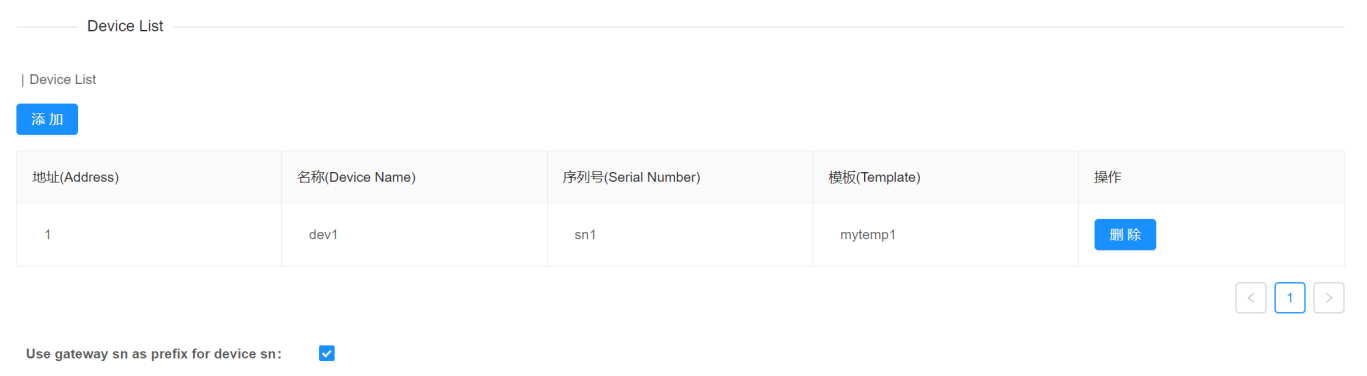 Device List
| Device List
添 加
地址(Address) 名称(Device Name) 序列号(Serial Number) 模板(Template) 操作
1 dev1 sn1 mytemp1 删 除
< 1 >
Use gateway sn as prefix for device sn: